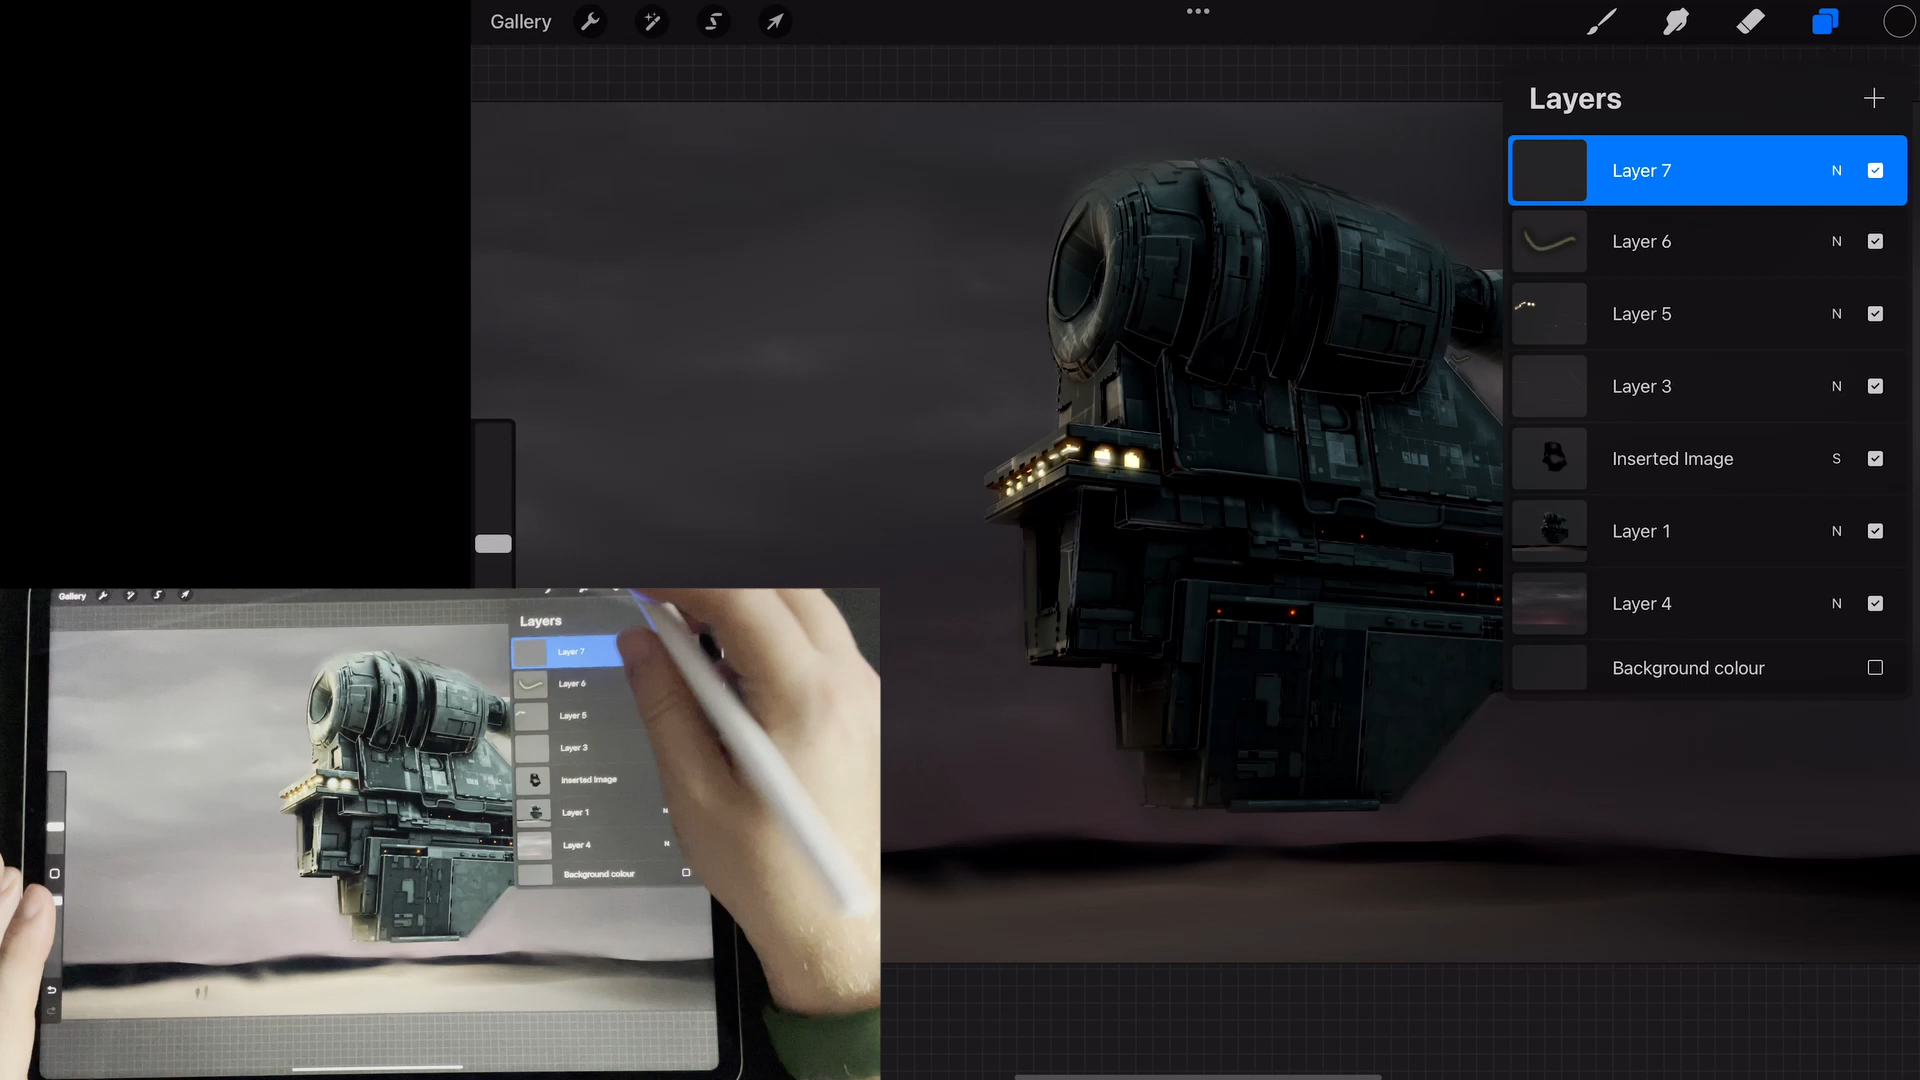 Gallery
Layers
Layer 7 N
Layer 6 N
Layer 5 N
Layer 3 N
Inserted Image S
Layer 1 N
Layer 4 N
Background colour
Gallery
Layers
Layer 7
Layer 6
Layer 5
Layer 3
Inserted Image
Layer 1 N
Layer 4 N
Background colour